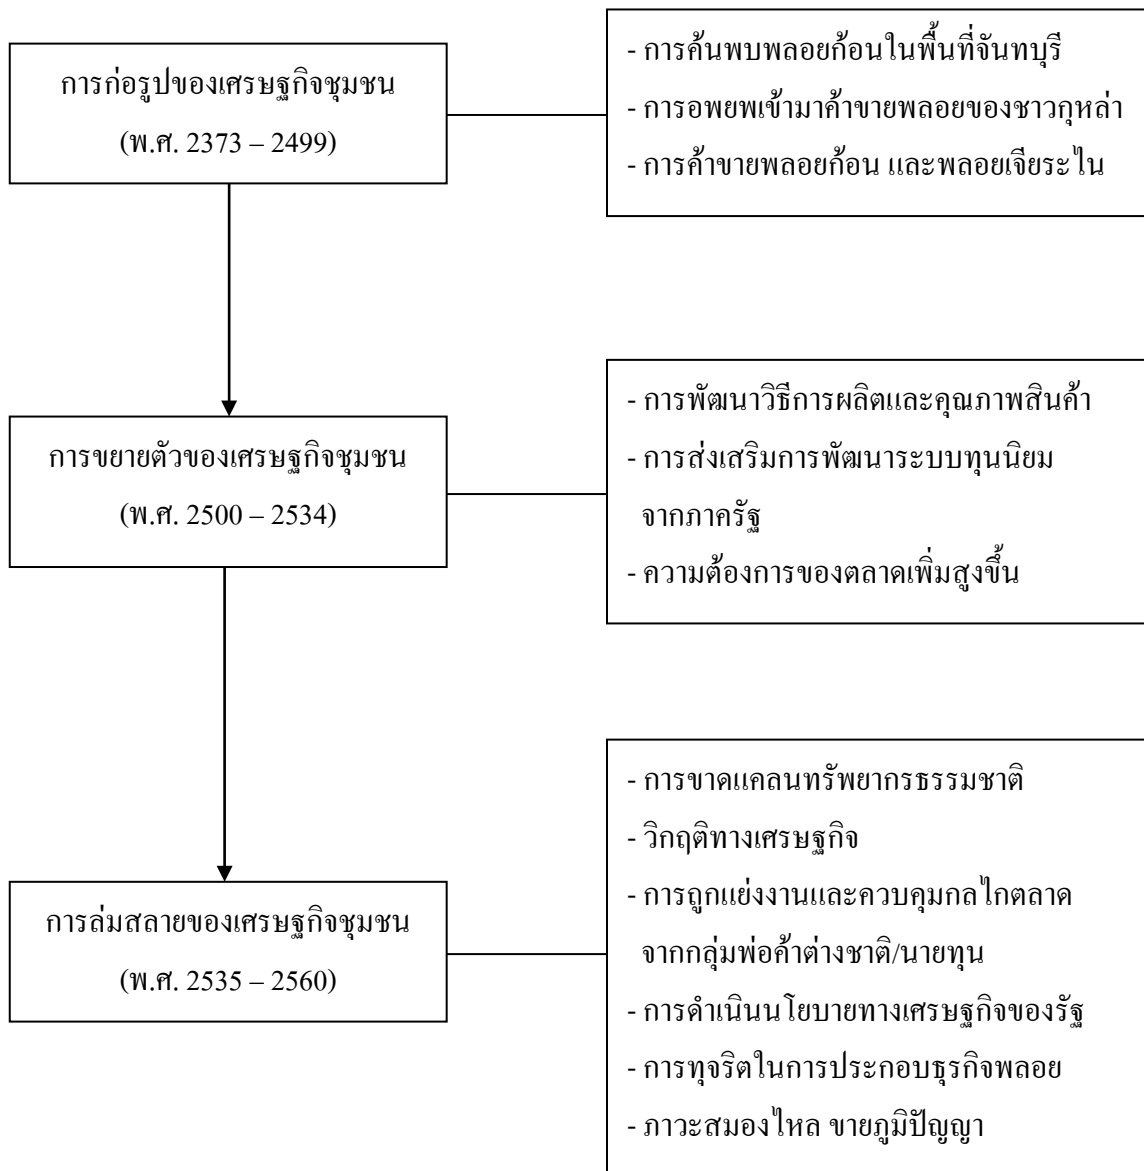 การก่อรูปของเศรษฐกิจชุมชน
(พ.ศ. 2373 – 2499)
- การค้นพบพลอยก้อนในพื้นที่จันทบุรี
- การอพยพเข้ามาค้าขายพลอยของชาวกุหล่า
- การค้าขายพลอยก้อน และพลอยเจียระไน
การขยายตัวของเศรษฐกิจชุมชน
(พ.ศ. 2500 – 2534)
- การพัฒนาวิธีการผลิตและคุณภาพสินค้า
- การส่งเสริมการพัฒนาระบบทุนนิยม
จากภาครัฐ
- ความต้องการของตลาดเพิ่มสูงขึ้น
การล่มสลายของเศรษฐกิจชุมชน
(พ.ศ. 2535 – 2560)
- การขาดแคลนทรัพยากรธรรมชาติ
- วิกฤติทางเศรษฐกิจ
- การถูกแย่งงานและควบคุมกลไกตลาด
จากกลุ่มพ่อค้าต่างชาติ/นายทุน
- การดำเนินนโยบายทางเศรษฐกิจของรัฐ
- การทุจริตในการประกอบธุรกิจพลอย
- ภาวะสมองไหล ขายภูมิปัญญา